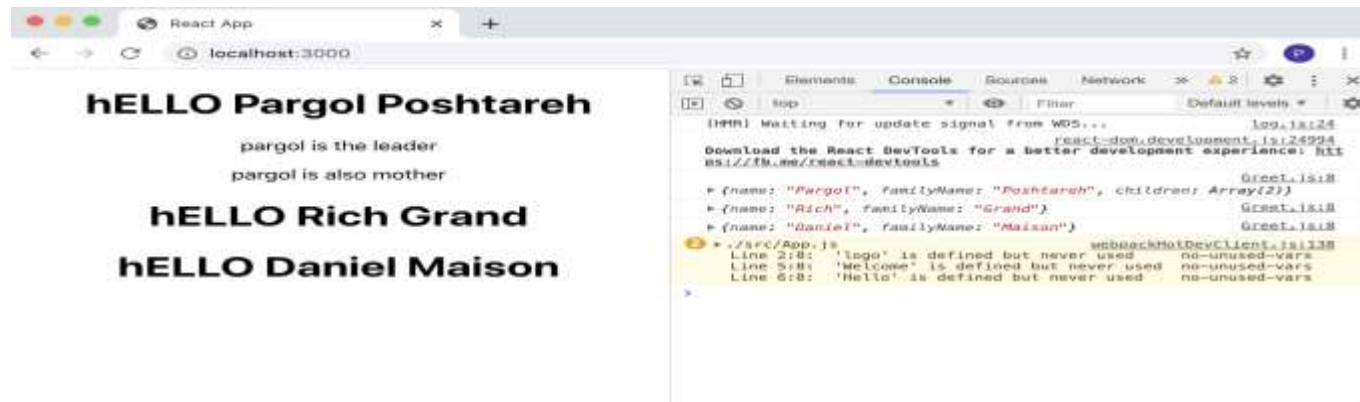 React App
localhost:3000
P
hELLO Pargol Poshtareh
pargol is the leader
pargol is also mother
hELLO Rich Grand
hELLO Daniel Maison
Elements Console Sources Network 2
top Filter Default levels
[HMR] Waiting for update signal from WDS... log.js:24
react-dom.development.js:24994
Download the React DevTools for a better development experience: htt
ps://fb.me/react-devtools
Greet.js:8
{name: "Pargol", familyName: "Poshtareh", children: Array(2)}
{name: "Rich", familyName: "Grand"} Greet.js:8
{name: "Daniel", familyName: "Maison"} Greet.js:8
2 ./src/App.js webpackHotDevClient.js:138
Line 2:8: 'logo' is defined but never used no-unused-vars
Line 5:8: 'Welcome' is defined but never used no-unused-vars
Line 6:8: 'Hello' is defined but never used no-unused-vars